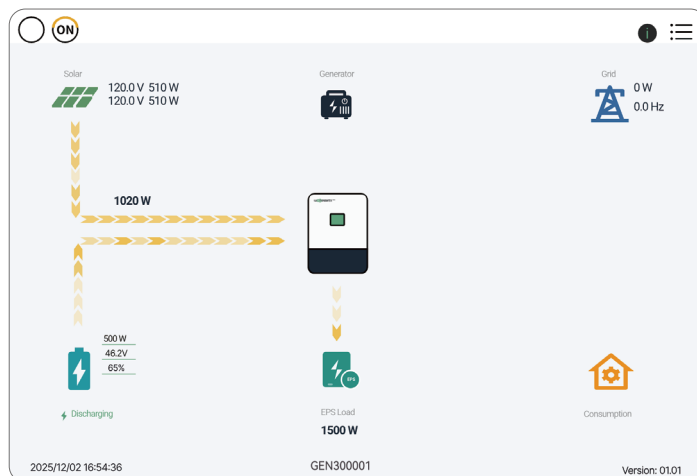 ON
i
Solar
120.0 V 510 W
120.0 V 510 W
Generator
Grid
0 W
0.0 Hz
1020 W
500 W
46.2V
65%
EPS
Discharging
EPS Load
1500 W
Consumption
2025/12/02 16:54:36
GEN300001
Version: 01.01